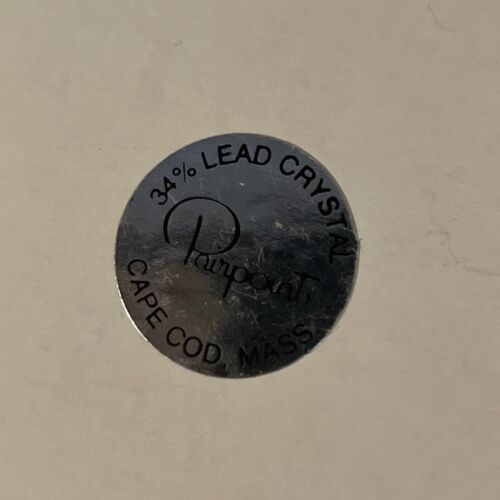 34% LEAD CRYSTAL
Pairpoint
CAPE COD, MASS.